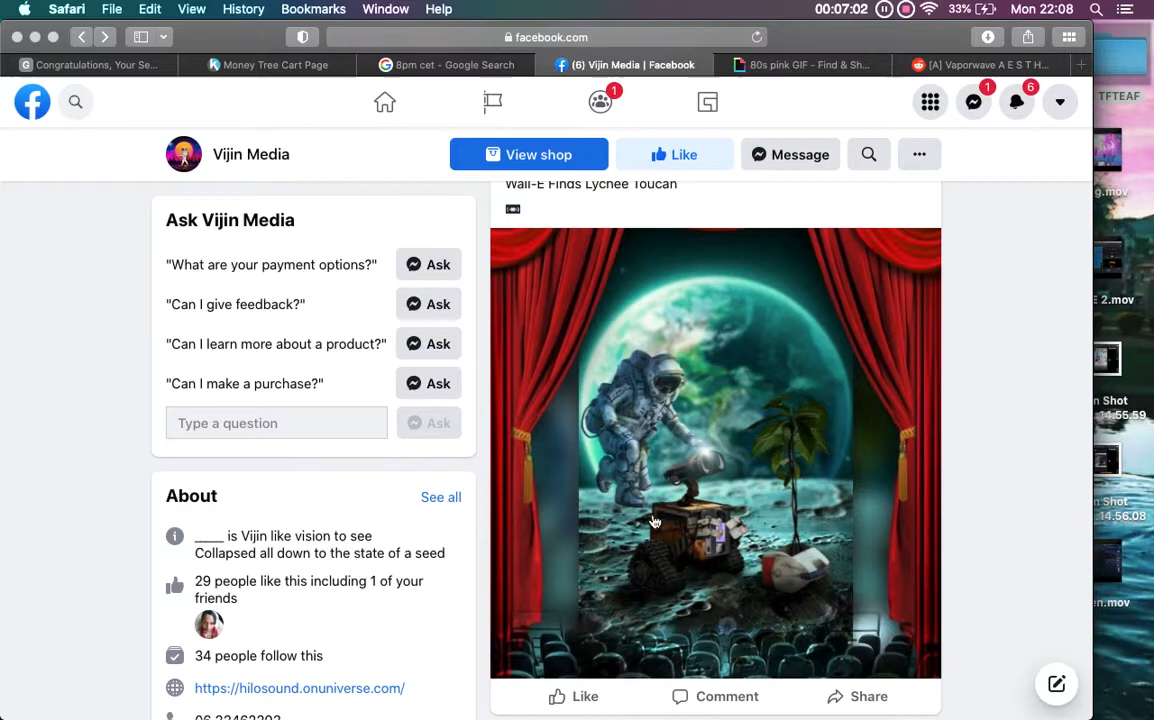 Safari File Edit View History Bookmarks Window Help 00:07:02 33% Mon 22:08
facebook.com
Congratulations, Your Se... Money Tree Cart Page 8pm cet - Google Search (6) Vijin Media | Facebook 80s pink GIF - Find & Sh... [A] Vaporwave A E S T H...
1 1 6
TFTEAF
Vijin Media View shop Like Message
Wall-E Finds Lychee Toucan
g.mov
Ask Vijin Media
"What are your payment options?" Ask
"Can I give feedback?" Ask
E 2.mov
"Can I learn more about a product?" Ask
"Can I make a purchase?" Ask
n Shot
14.55.59
Type a question Ask
About See all
n Shot
14.56.08
____ is Vijin like vision to see
Collapsed all down to the state of a seed
29 people like this including 1 of your
friends
en.mov
34 people follow this
https://hilosound.onuniverse.com/
Like Comment Share